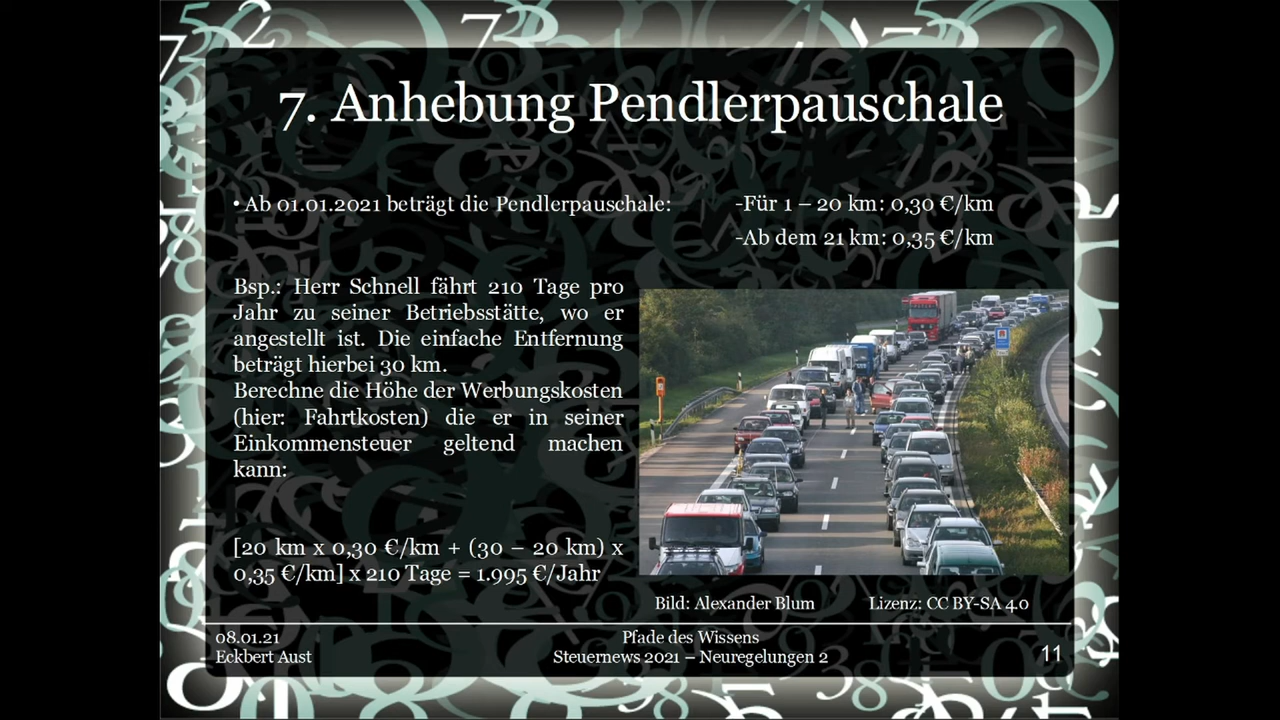 7. Anhebung Pendlerpauschale
• Ab 01.01.2021 beträgt die Pendlerpauschale:
-Für 1 – 20 km: 0,30 €/km
-Ab dem 21 km: 0,35 €/km
Bsp.: Herr Schnell fährt 210 Tage pro
Jahr zu seiner Betriebsstätte, wo er
angestellt ist. Die einfache Entfernung
beträgt hierbei 30 km.
Berechne die Höhe der Werbungskosten
(hier: Fahrtkosten) die er in seiner
Einkommensteuer geltend machen
kann:
[20 km x 0,30 €/km + (30 – 20 km) x
0,35 €/km] x 210 Tage = 1.995 €/Jahr
Bild: Alexander Blum Lizenz: CC BY-SA 4.0
08.01.21
Eckbert Aust
Pfade des Wissens
Steuernews 2021 – Neuregelungen 2
11